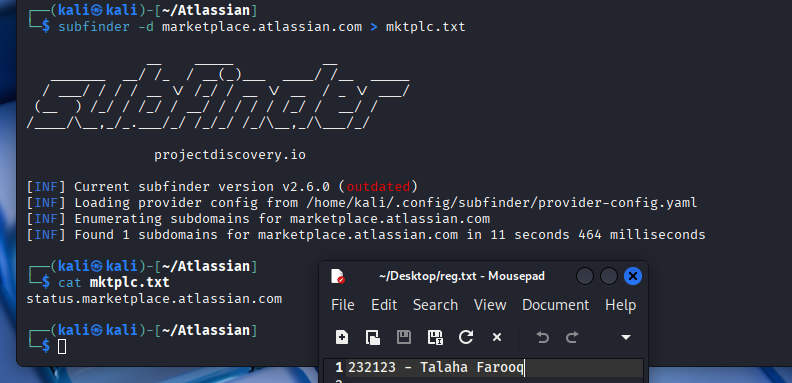 ┌──(kali㉿kali)-[~/Atlassian]
└─$ subfinder -d marketplace.atlassian.com > mktplc.txt
subfinder
projectdiscovery.io
[INF] Current subfinder version v2.6.0 (outdated)
[INF] Loading provider config from /home/kali/.config/subfinder/provider-config.yaml
[INF] Enumerating subdomains for marketplace.atlassian.com
[INF] Found 1 subdomains for marketplace.atlassian.com in 11 seconds 464 milliseconds
┌──(kali㉿kali)-[~/Atlassian]
└─$ cat mktplc.txt
status.marketplace.atlassian.com
┌──(kali㉿kali)-[~/Atlassian]
└─$
~/Desktop/reg.txt - Mousepad
File Edit Search View Document Help
1 232123 - Talaha Farooq